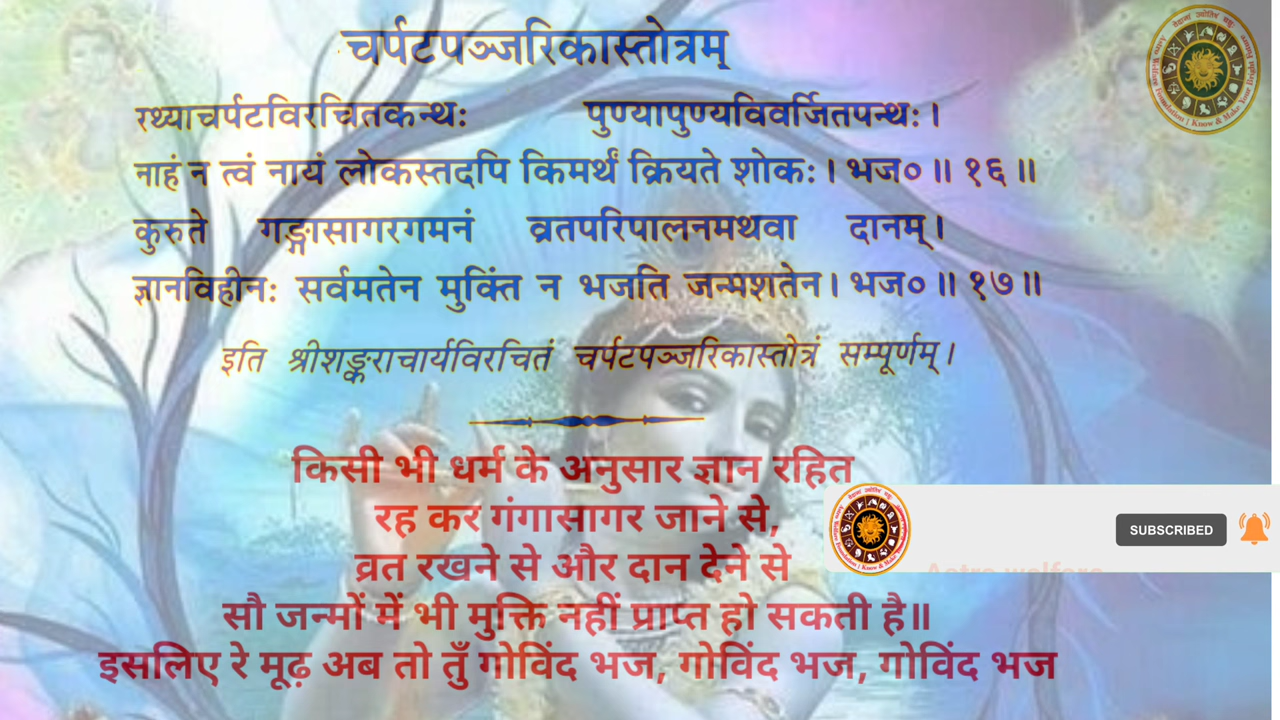 चर्पटपञ्जरिकास्तोत्रम्
रथ्याचर्पटविरचितकन्थः पुण्यापुण्यविवर्जितपन्थः।
नाहं न त्वं नायं लोकस्तदपि किमर्थं क्रियते शोकः। भज०॥१६॥
कुरुते गङ्गासागरगमनं व्रतपरिपालनमथवा दानम्।
ज्ञानविहीनः सर्वमतेन मुक्तिं न भजति जन्मशतेन। भज०॥१७॥
इति श्रीशङ्कराचार्यविरचितं चर्पटपञ्जरिकास्तोत्रं सम्पूर्णम्।
किसी भी धर्म के अनुसार ज्ञान रहित
रह कर गंगासागर जाने से,
व्रत रखने से और दान देने से
सौ जन्मों में भी मुक्ति नहीं प्राप्त हो सकती है॥
इसलिए रे मूढ़ अब तो तुँ गोविंद भज, गोविंद भज, गोविंद भज
SUBSCRIBED